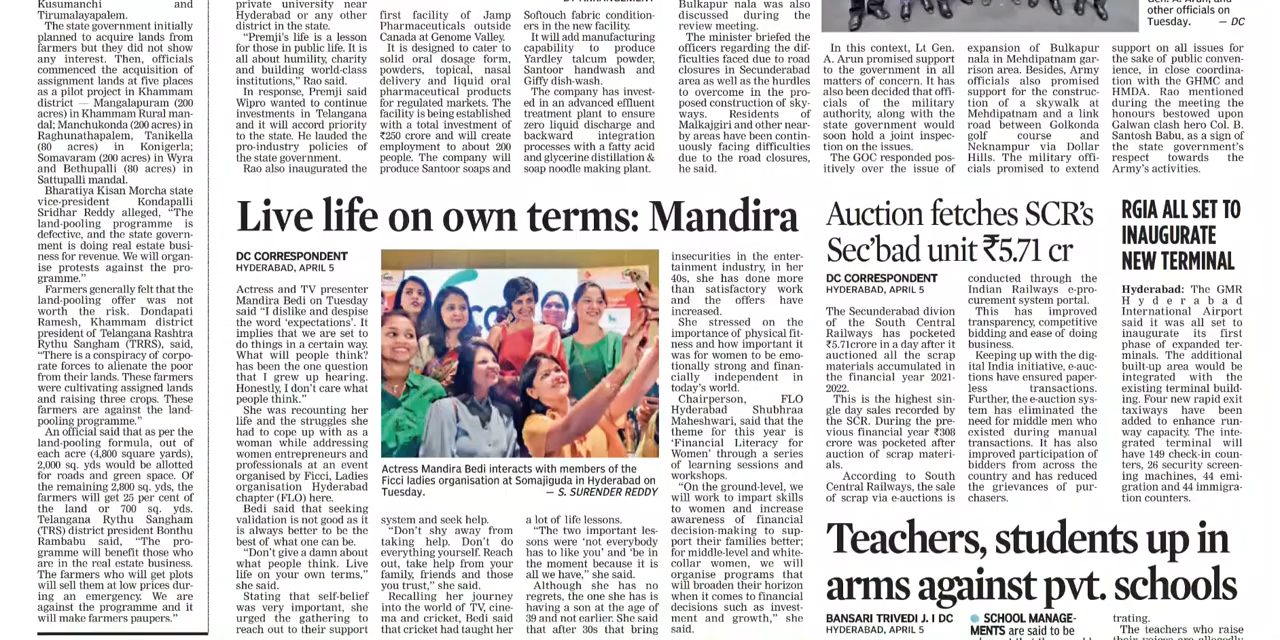 Kusumanchi and
Tirumalayapalem.
The state government initially
planned to acquire lands from
farmers but they did not show
any interest. Then, officials
commenced the acquisition of
assignment lands at five places
as a pilot project in Khammam
district — Mangalapuram (200
acres) in Khammam Rural man-
dal; Manchukonda (200 acres) in
Raghunathapalem, Tanikella
(80 acres) in Konigerla;
Somavaram (200 acres) in Wyra
and Bethupalli (80 acres) in
Sattupalli mandal.
Bharatiya Kisan Morcha state
vice-president Kondapalli
Sridhar Reddy alleged, “The
land-pooling programme is
defective, and the state govern-
ment is doing real estate busi-
ness for revenue. We will organ-
ise protests against the pro-
gramme.”
Farmers generally felt that the
land-pooling offer was not
worth the risk. Dondapati
Ramesh, Khammam district
president of Telangana Rashtra
Rythu Sangham (TRRS), said,
“There is a conspiracy of corpo-
rate forces to alienate the poor
from their lands. These farmers
were cultivating assigned lands
and raising three crops. These
farmers are against the land-
pooling programme.”
An official said that as per the
land-pooling formula, out of
each acre (4,800 square yards),
2,000 sq. yds would be allotted
for roads and green space. Of
the remaining 2,800 sq. yds, the
farmers will get 25 per cent of
the land or 700 sq. yds.
Telangana Rythu Sangham
(TRS) district president Bonthu
Rambabu said, “The pro-
gramme will benefit those who
are in the real estate business.
The farmers who will get plots
will sell them at low prices dur-
ing an emergency. We are
against the programme and it
will make farmers paupers.”
private university near
Hyderabad or any other
district in the state.
“Premji’s life is a lesson
for those in public life. It is
all about humility, charity
and building world-class
institutions,” Rao said.
In response, Premji said
Wipro wanted to continue
investments in Telangana
and it will accord priority
to the state. He lauded the
pro-industry policies of
the state government.
Rao also inaugurated the
first facility of Jamp
Pharmaceuticals outside
Canada at Genome Valley.
It is designed to cater to
solid oral dosage form,
powders, topical, nasal
delivery and liquid oral
pharmaceutical products
for regulated markets. The
facility is being established
with a total investment of
₹250 crore and will create
employment to about 200
people. The company will
produce Santoor soaps and
Softouch fabric condition-
ers in the new facility.
It will add manufacturing
capability to produce
Yardley talcum powder,
Santoor handwash and
Giffy dish-wash.
The company has invest-
ed in an advanced effluent
treatment plant to ensure
zero liquid discharge and
backward integration
processes with a fatty acid
and glycerine distillation &
soap noodle making plant.
Bulkapur nala was also
discussed during the
review meeting.
The minister briefed the
officers regarding the dif-
ficulties faced due to road
closures in Secunderabad
area as well as the hurdles
to overcome in the pro-
posed construction of sky-
ways. Residents of
Malkajgiri and other near-
by areas have been contin-
uously facing difficulties
due to the road closures,
he said.
other officials on
Tuesday. — DC
In this context, Lt Gen.
A. Arun promised support
to the government in all
matters of concern. It has
also been decided that offi-
cials of the military
authority, along with the
state government would
soon hold a joint inspec-
tion on the issues.
The GOC responded pos-
itively over the issue of
expansion of Bulkapur
nala in Mehdipatnam gar-
rison area. Besides, Army
officials also promised
support for the construc-
tion of a skywalk at
Mehdipatnam and a link
road between Golkonda
golf course and
Neknampur via Dollar
Hills. The military offi-
cials promised to extend
support on all issues for
the sake of public conven-
ience, in close coordina-
tion with the GHMC and
HMDA. Rao mentioned
during the meeting the
honours bestowed upon
Galwan clash hero Col. B.
Santosh Babu, as a sign of
the state government’s
respect towards the
Army’s activities.
Live life on own terms: Mandira
DC CORRESPONDENT
HYDERABAD, APRIL 5
Actress and TV presenter
Mandira Bedi on Tuesday
said “I dislike and despise
the word ‘expectations’. It
implies that we are set to
do things in a certain way.
What will people think?
has been the one question
that I grew up hearing.
Honestly, I don’t care what
people think.”
She was recounting her
life and the struggles she
had to cope with as a
woman while addressing
women entrepreneurs and
professionals at an event
organised by Ficci, Ladies
organisation Hyderabad
chapter (FLO) here.
Bedi said that seeking
validation is not good as it
is always better to be the
best of what one can be.
“Don’t give a damn about
what people think. Live
life on your own terms,”
she said.
Stating that self-belief
was very important, she
urged the gathering to
reach out to their support
Actress Mandira Bedi interacts with members of the
Ficci ladies organisation at Somajiguda in Hyderabad on
Tuesday. — S. SURENDER REDDY
system and seek help.
“Don’t shy away from
taking help. Don’t do
everything yourself. Reach
out, take help from your
family, friends and those
you trust,” she said.
Recalling her journey
into the world of TV, cine-
ma and cricket, Bedi said
that cricket had taught her
a lot of life lessons.
“The two important les-
sons were ‘not everybody
has to like you’ and ‘be in
the moment because it is
all we have,” she said.
Although she has no
regrets, the one she has is
having a son at the age of
39 and not earlier. She said
that after 30s that bring
insecurities in the enter-
tainment industry, in her
40s, she has done more
than satisfactory work
and the offers have
increased.
She stressed on the
importance of physical fit-
ness and how important it
was for women to be emo-
tionally strong and finan-
cially independent in
today’s world.
Chairperson, FLO
Hyderabad Shubhraa
Maheshwari, said that the
theme for this year is
‘Financial Literacy for
Women’ through a series
of learning sessions and
workshops.
“On the ground-level, we
will work to impart skills
to women and increase
awareness of financial
decision-making to sup-
port their families better;
for middle-level and white-
collar women, we will
organise programs that
will broaden their horizon
when it comes to financial
decisions such as invest-
ment and growth,” she
said.
Auction fetches SCR’s
Sec’bad unit ₹5.71 cr
DC CORRESPONDENT
HYDERABAD, APRIL 5
The Secunderabad divion
of the South Central
Railways has pocketed
₹5.71crore in a day after it
auctioned all the scrap
materials accumulated in
the financial year 2021-
2022.
This is the highest sin-
gle day sales recorded by
the SCR. During the pre-
vious financial year ₹308
crore was pocketed after
auction of scrap materi-
als.
According to South
Central Railways, the sale
of scrap via e-auctions is
conducted through the
Indian Railways e-pro-
curement system portal.
This has improved
transparency, competitive
bidding and ease of doing
business.
Keeping up with the dig-
ital India initiative, e-auc-
tions have ensured paper-
less transactions.
Further, the e-auction sys-
tem has eliminated the
need for middle men who
existed during manual
transactions. It has also
improved participation of
bidders from across the
country and has reduced
the grievances of pur-
chasers.
RGIA ALL SET TO
INAUGURATE
NEW TERMINAL
Hyderabad: The GMR
Hyderabad
International Airport
said it was all set to
inaugurate its first
phase of expanded ter-
minals. The additional
built-up area would be
integrated with the
existing terminal build-
ing. Four new rapid exit
taxiways have been
added to enhance run-
way capacity. The inte-
grated terminal will
have 149 check-in coun-
ters, 26 security screen-
ing machines, 44 emi-
gration and 44 immigra-
tion counters.
Teachers, students up in
arms against pvt. schools
BANSARI TRIVEDI J. I DC
HYDERABAD, APRIL 5
● SCHOOL MANAGE-
MENTS are said to be
trating.
The teachers who raise